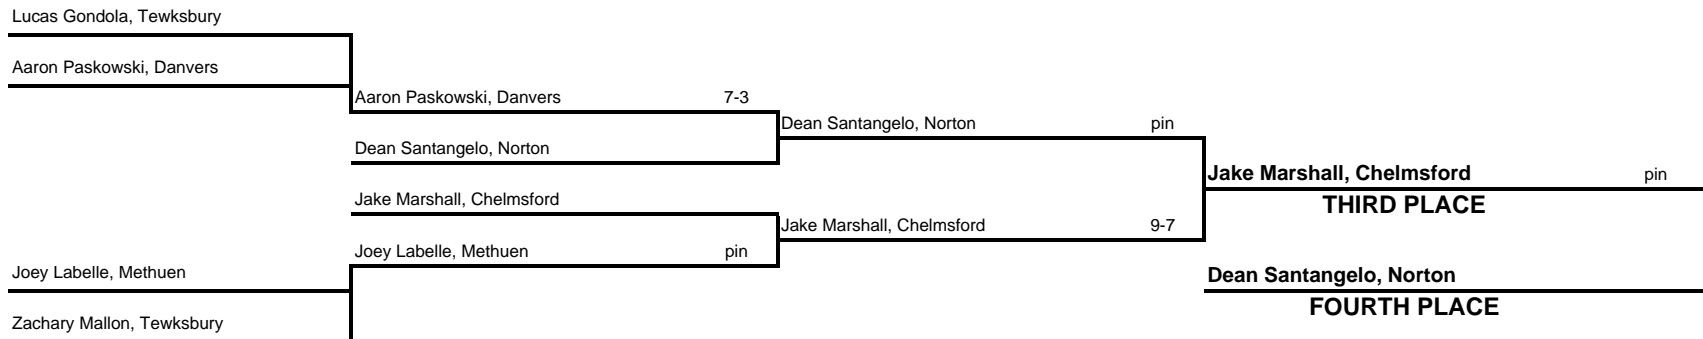 Lucas Gondola, Tewksbury
Aaron Paskowski, Danvers
Aaron Paskowski, Danvers 7-3
Dean Santangelo, Norton pin
Dean Santangelo, Norton
Jake Marshall, Chelmsford pin
THIRD PLACE
Jake Marshall, Chelmsford
Jake Marshall, Chelmsford 9-7
Joey Labelle, Methuen pin
Joey Labelle, Methuen
Dean Santangelo, Norton
FOURTH PLACE
Zachary Mallon, Tewksbury